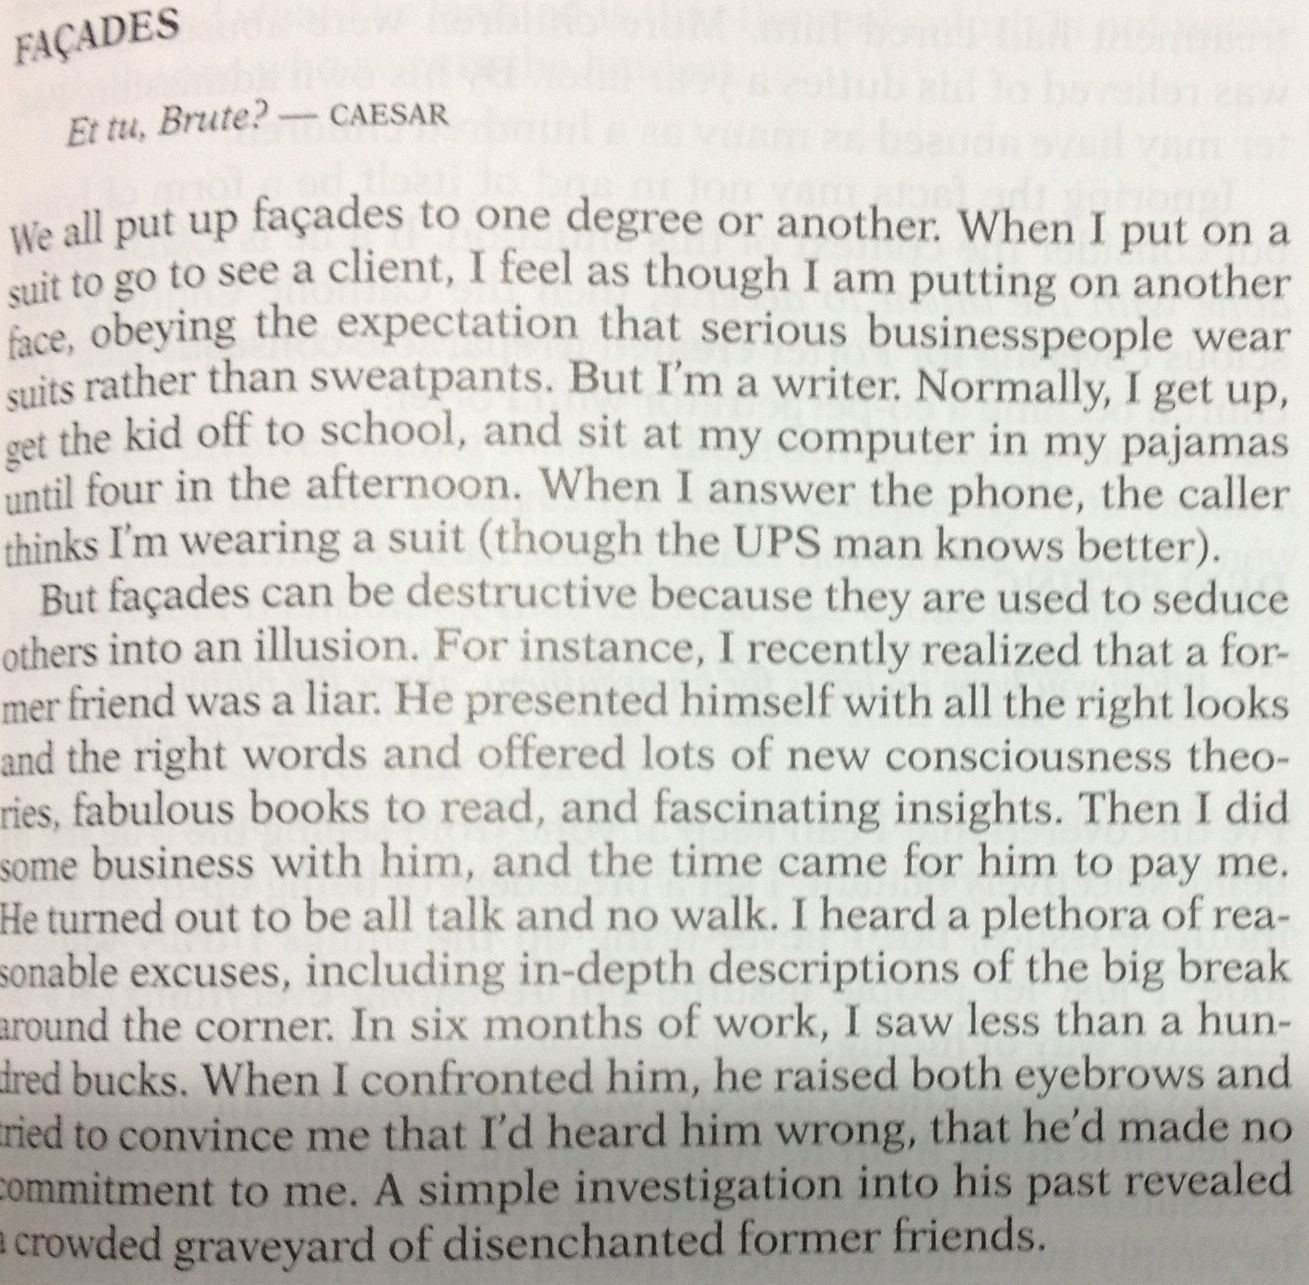 FAÇADES
Et tu, Brute? — CAESAR
We all put up façades to one degree or another. When I put on a
suit to go to see a client, I feel as though I am putting on another
face, obeying the expectation that serious businesspeople wear
suits rather than sweatpants. But I'm a writer. Normally, I get up,
get the kid off to school, and sit at my computer in my pajamas
until four in the afternoon. When I answer the phone, the caller
thinks I'm wearing a suit (though the UPS man knows better).
But façades can be destructive because they are used to seduce
others into an illusion. For instance, I recently realized that a for-
mer friend was a liar. He presented himself with all the right looks
and the right words and offered lots of new consciousness theo-
ries, fabulous books to read, and fascinating insights. Then I did
some business with him, and the time came for him to pay me.
He turned out to be all talk and no walk. I heard a plethora of rea-
sonable excuses, including in-depth descriptions of the big break
around the corner. In six months of work, I saw less than a hun-
dred bucks. When I confronted him, he raised both eyebrows and
tried to convince me that I'd heard him wrong, that he'd made no
commitment to me. A simple investigation into his past revealed
a crowded graveyard of disenchanted former friends.